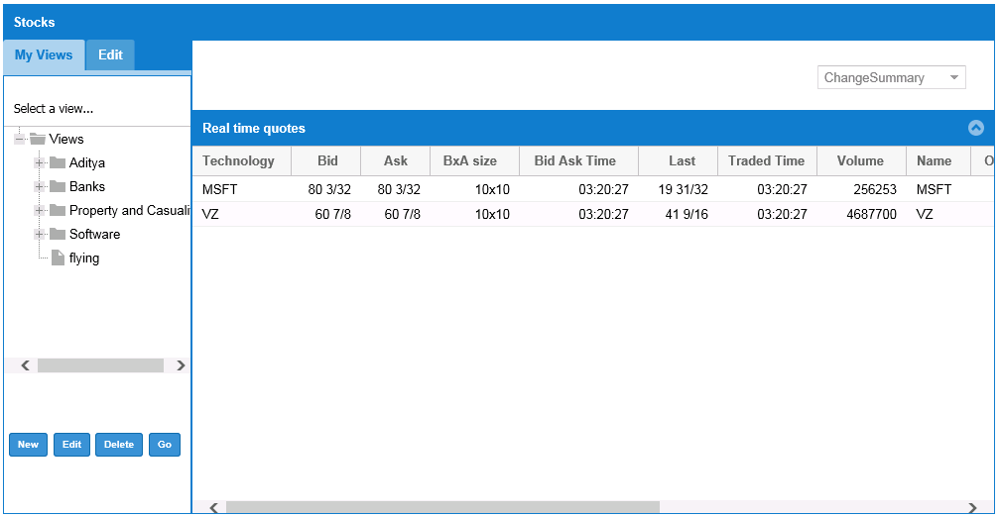 Stocks
My Views Edit
ChangeSummary
Select a view...
Real time quotes
Views
Aditya
Banks
Property and Casuali
Software
flying
Technology Bid Ask BxA size Bid Ask Time Last Traded Time Volume Name O
MSFT 80 3/32 80 3/32 10x10 03:20:27 19 31/32 03:20:27 256253 MSFT
VZ 60 7/8 60 7/8 10x10 03:20:27 41 9/16 03:20:27 4687700 VZ
New Edit Delete Go